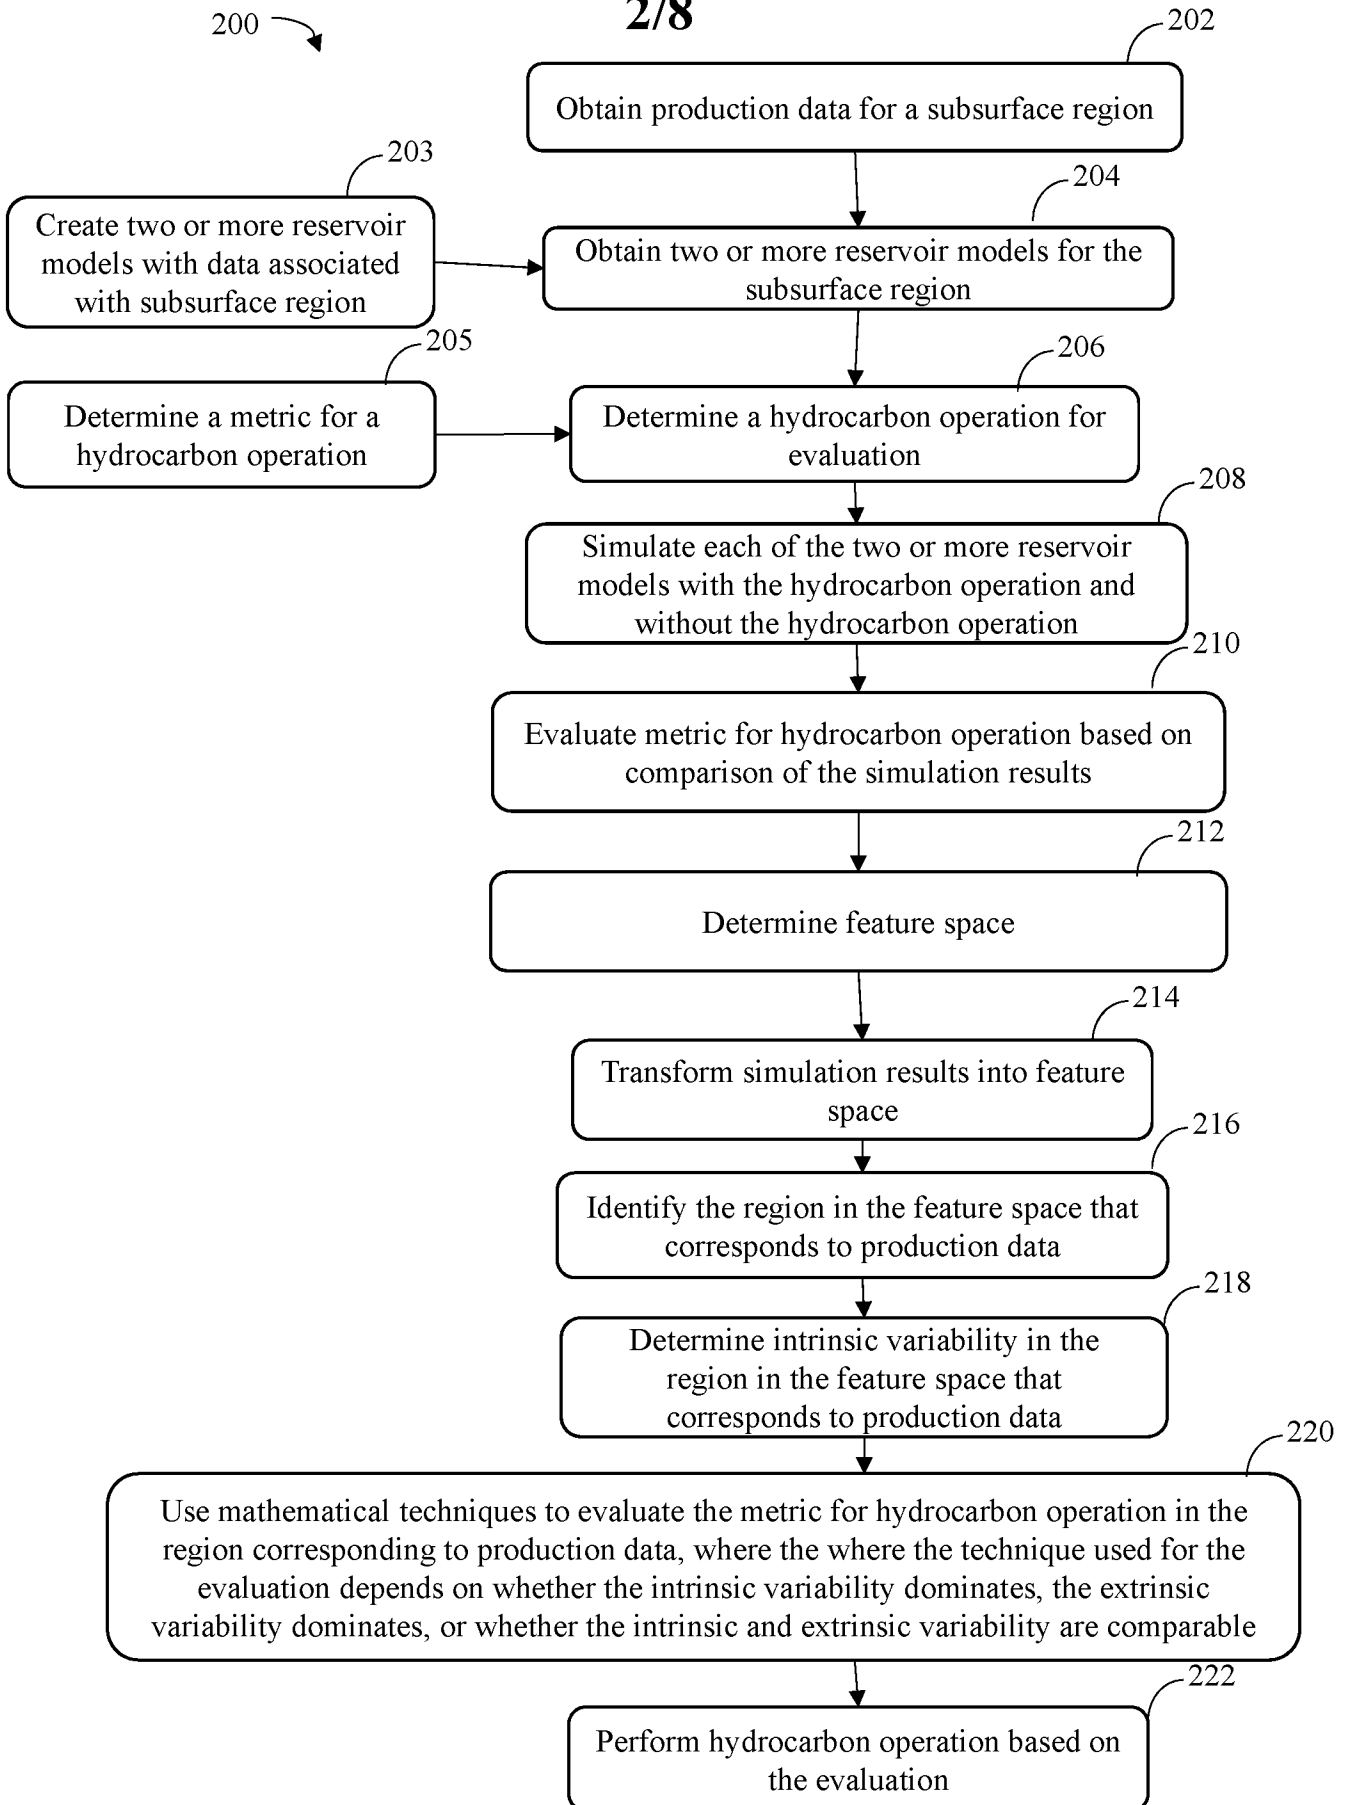 2/8
200
202
Obtain production data for a subsurface region
203
Create two or more reservoir
models with data associated
with subsurface region
204
Obtain two or more reservoir models for the
subsurface region
205
Determine a metric for a
hydrocarbon operation
206
Determine a hydrocarbon operation for
evaluation
208
Simulate each of the two or more reservoir
models with the hydrocarbon operation and
without the hydrocarbon operation
210
Evaluate metric for hydrocarbon operation based on
comparison of the simulation results
212
Determine feature space
214
Transform simulation results into feature
space
216
Identify the region in the feature space that
corresponds to production data
218
Determine intrinsic variability in the
region in the feature space that
corresponds to production data
220
Use mathematical techniques to evaluate the metric for hydrocarbon operation in the
region corresponding to production data, where the where the technique used for the
evaluation depends on whether the intrinsic variability dominates, the extrinsic
variability dominates, or whether the intrinsic and extrinsic variability are comparable
222
Perform hydrocarbon operation based on
the evaluation